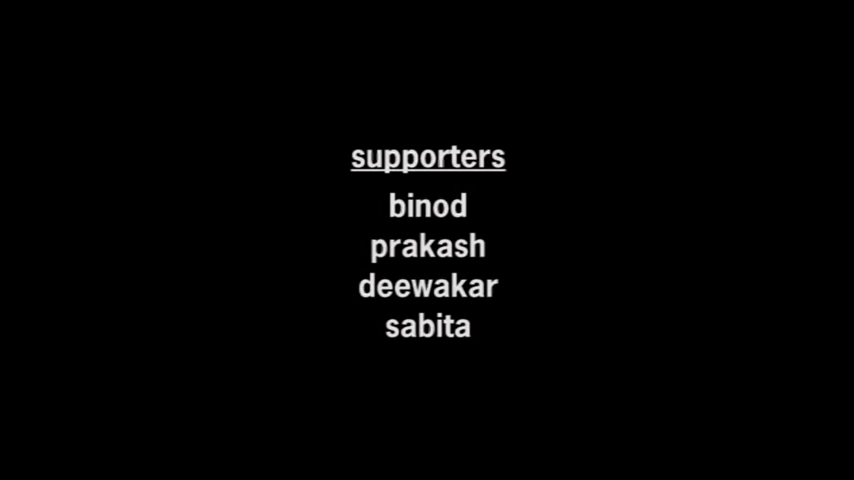 supporters
binod
prakash
deewakar
sabita